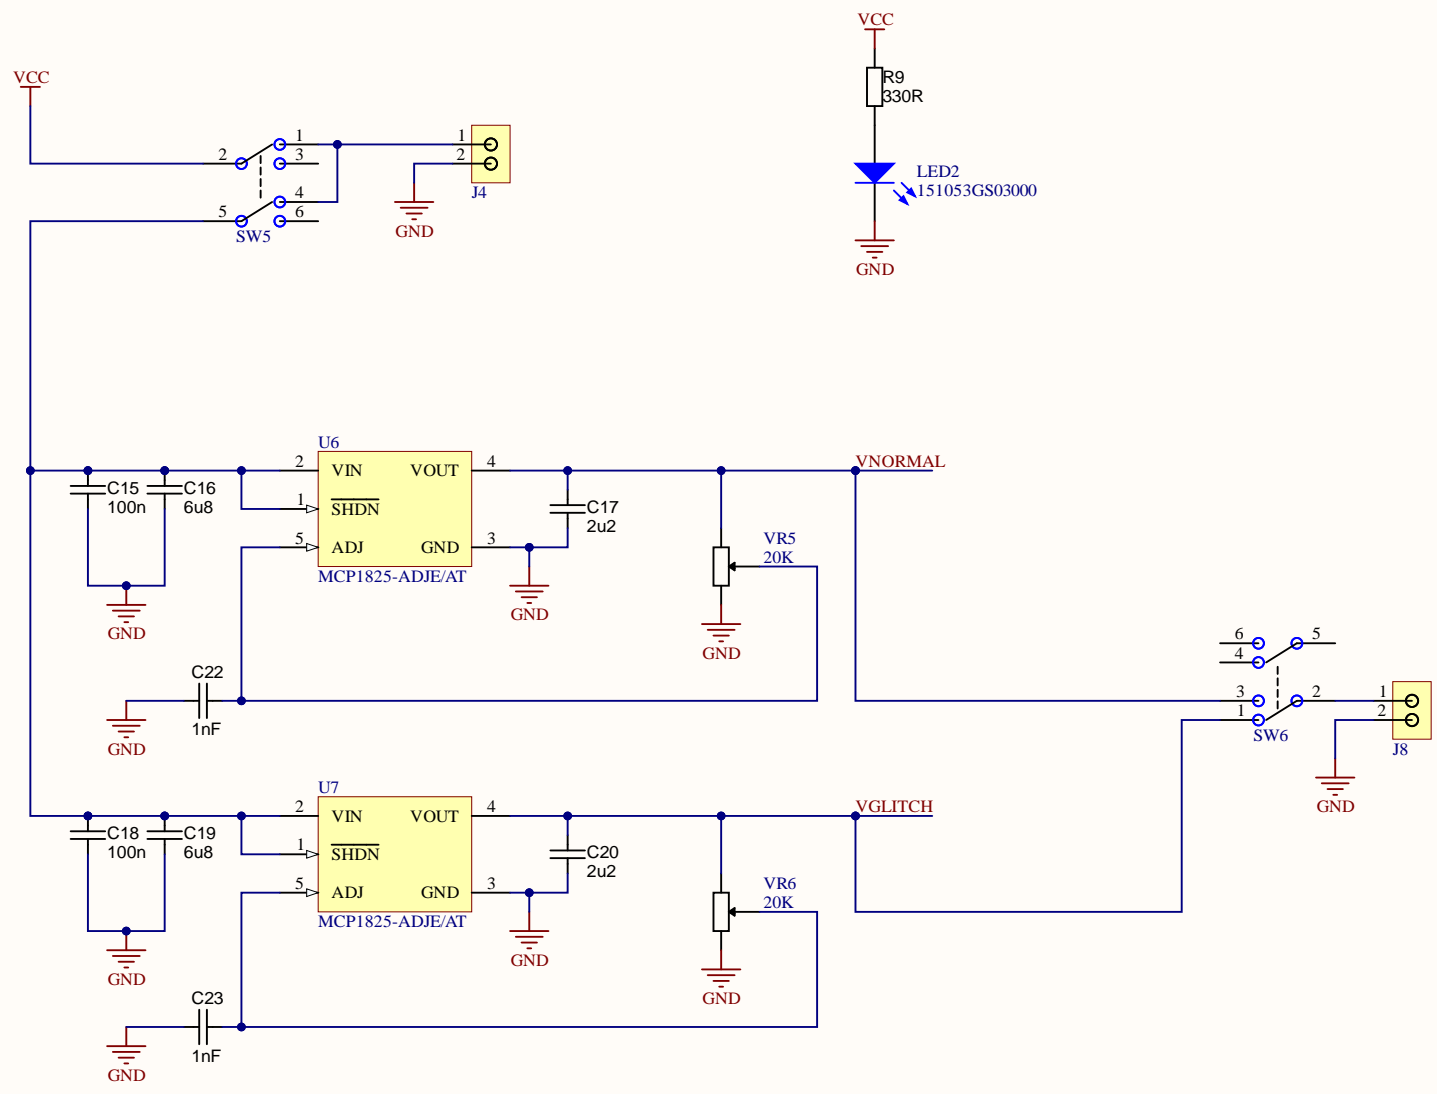 VCC
R9
330R
LED2
151053GS03000
GND
VCC
2
1
3
5
4
6
SW5
1
2
J4
GND
U6
2
VIN
VOUT
4
VNORMAL
1
SHDN
5
ADJ
GND
3
MCP1825-ADJE/AT
C15
100n
C16
6u8
GND
C17
2u2
GND
VR5
20K
GND
C22
1nF
GND
6
5
4
3
2
1
SW6
1
2
J8
GND
U7
2
VIN
VOUT
4
VGLITCH
1
SHDN
5
ADJ
GND
3
MCP1825-ADJE/AT
C18
100n
C19
6u8
GND
C20
2u2
GND
VR6
20K
GND
C23
1nF
GND